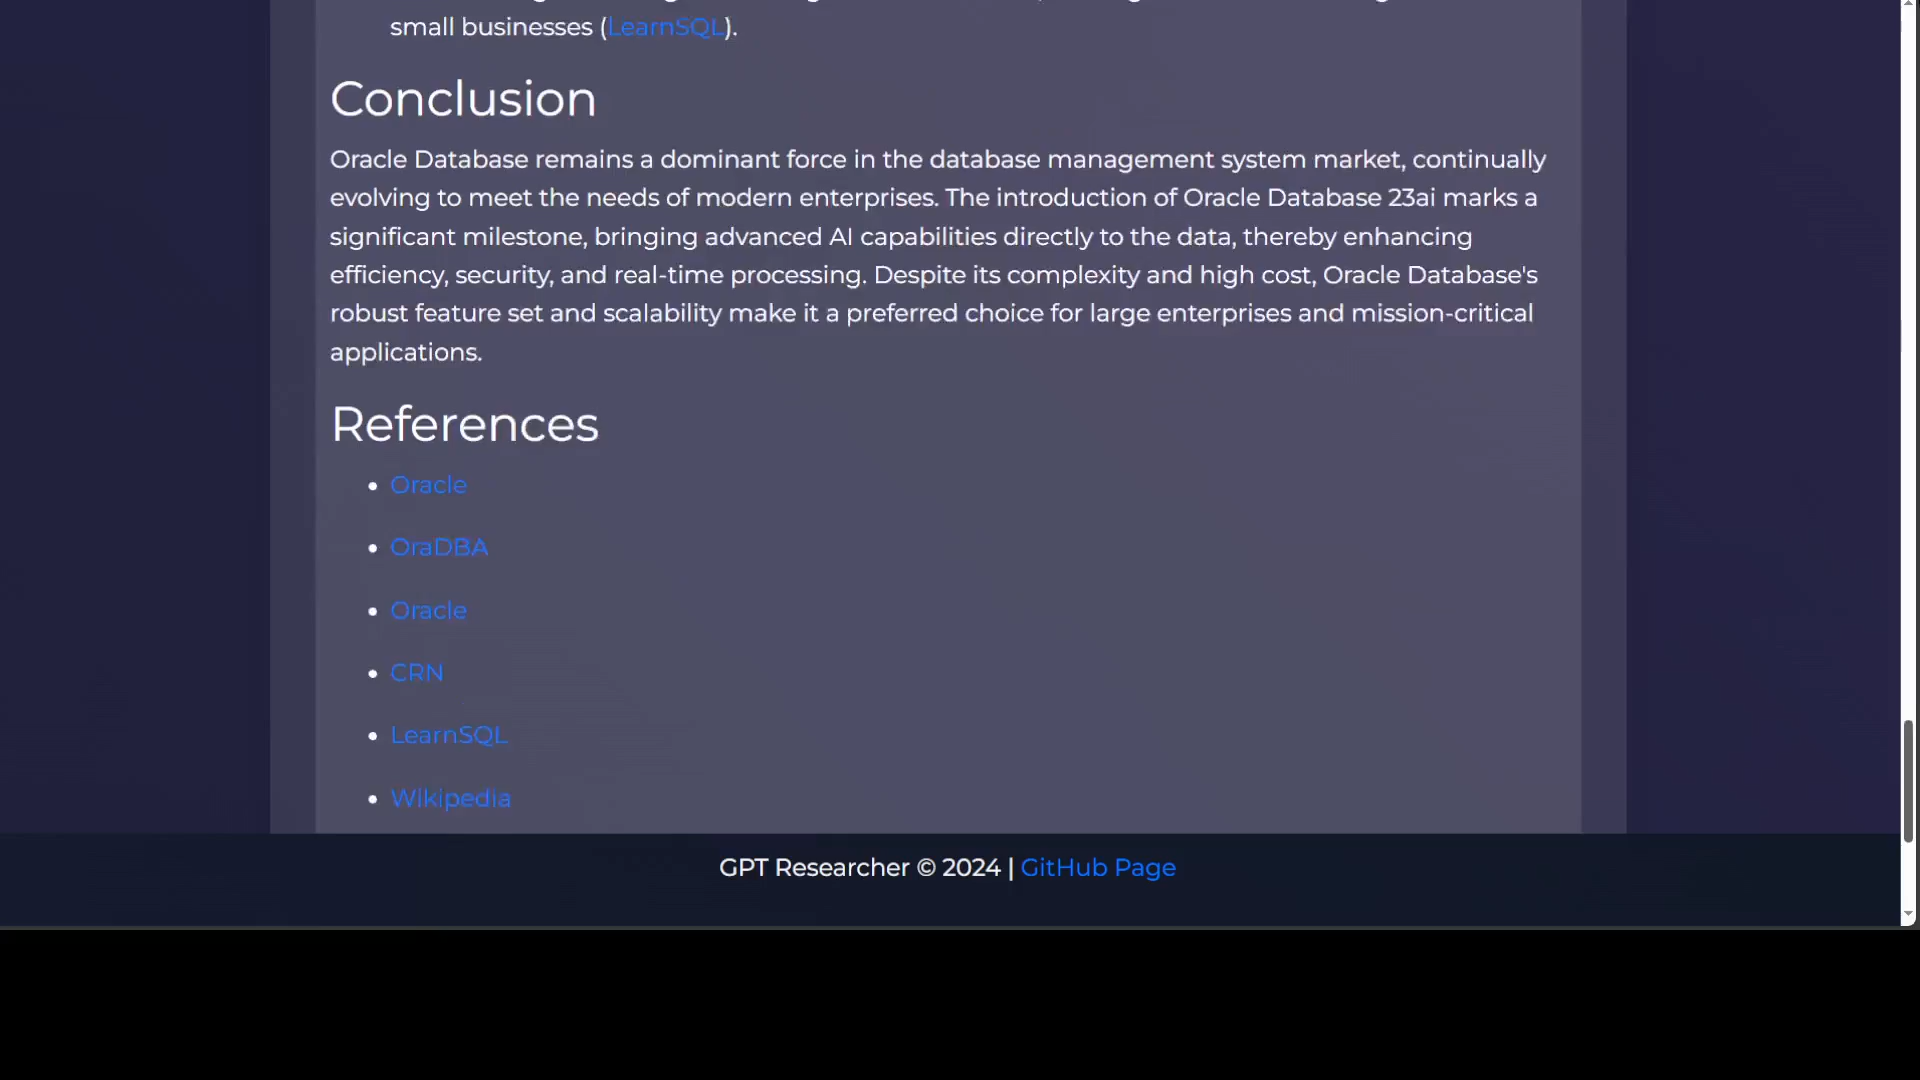 small businesses (LearnSQL).
Conclusion
Oracle Database remains a dominant force in the database management system market, continually
evolving to meet the needs of modern enterprises. The introduction of Oracle Database 23ai marks a
significant milestone, bringing advanced AI capabilities directly to the data, thereby enhancing
efficiency, security, and real-time processing. Despite its complexity and high cost, Oracle Database's
robust feature set and scalability make it a preferred choice for large enterprises and mission-critical
applications.
References
• Oracle
• OraDBA
• Oracle
• CRN
• LearnSQL
• Wikipedia
GPT Researcher © 2024 | GitHub Page